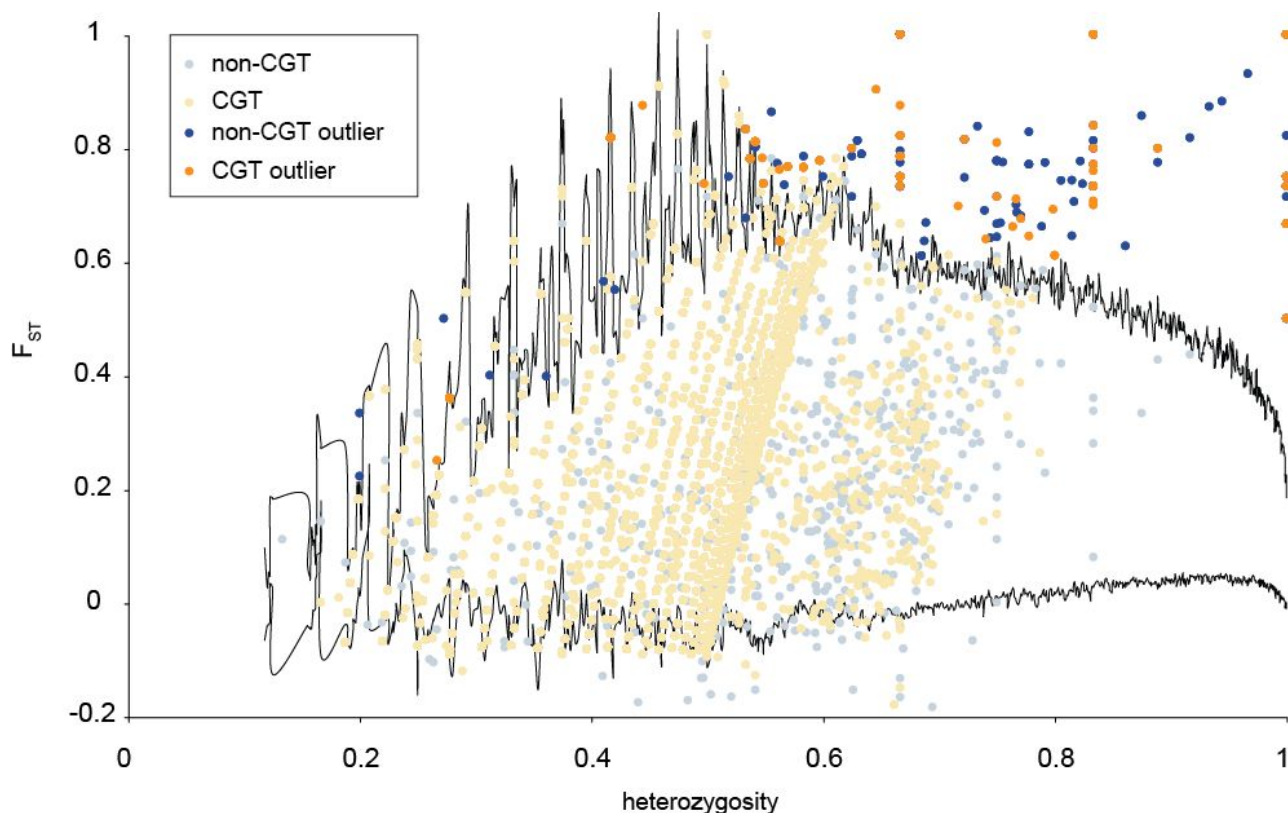 1
non-CGT
CGT
non-CGT outlier
CGT outlier
0.8
0.6
F_ST
0.4
0.2
0
-0.2
0 0.2 0.4 0.6 0.8 1
heterozygosity